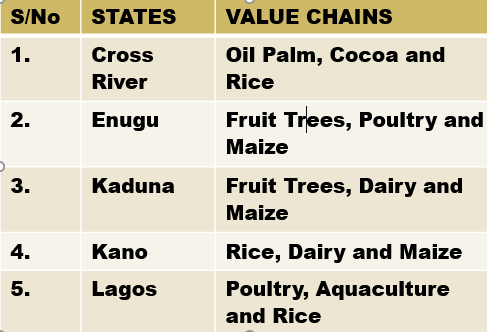 S/No STATES VALUE CHAINS
1. Cross River Oil Palm, Cocoa and Rice
2. Enugu Fruit Trees, Poultry and Maize
3. Kaduna Fruit Trees, Dairy and Maize
4. Kano Rice, Dairy and Maize
5. Lagos Poultry, Aquaculture and Rice